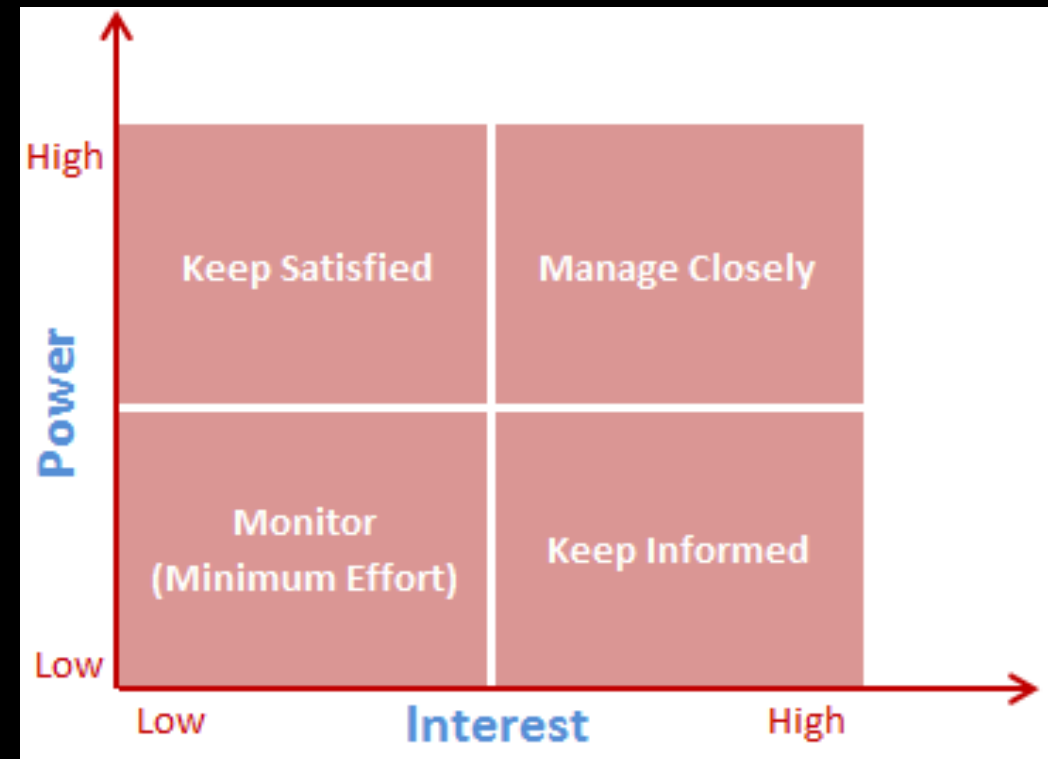 High
Keep Satisfied
Manage Closely
Power
Monitor
(Minimum Effort)
Keep Informed
Low
Low
Interest
High